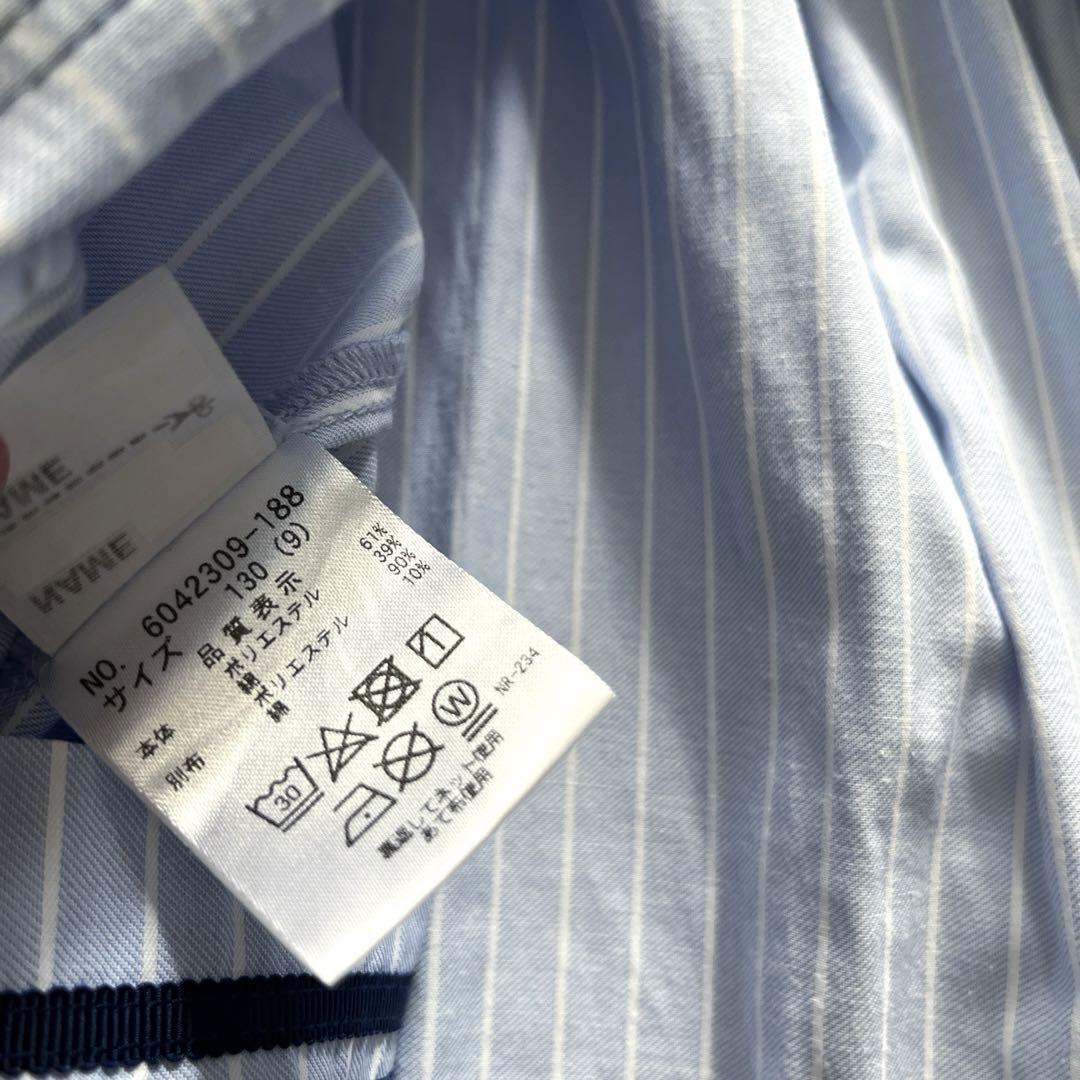 NAME
NAME
NO. 6042309-188
サイズ 130 (9)
品質表示
本体 ポリエステル 61%
綿 39%
別布 ポリエステル 90%
綿 10%
30
W
NR-234
裏返してネット使用
あて布使用